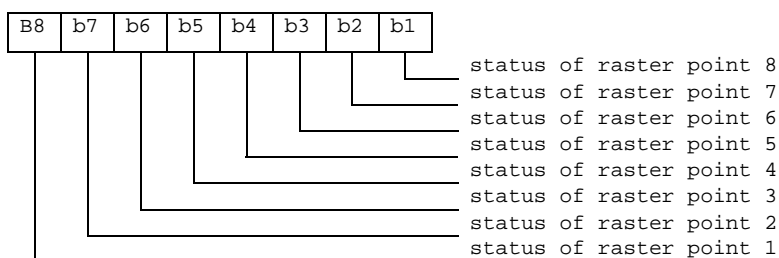 B8 b7 b6 b5 b4 b3 b2 b1
status of raster point 8
status of raster point 7
status of raster point 6
status of raster point 5
status of raster point 4
status of raster point 3
status of raster point 2
status of raster point 1